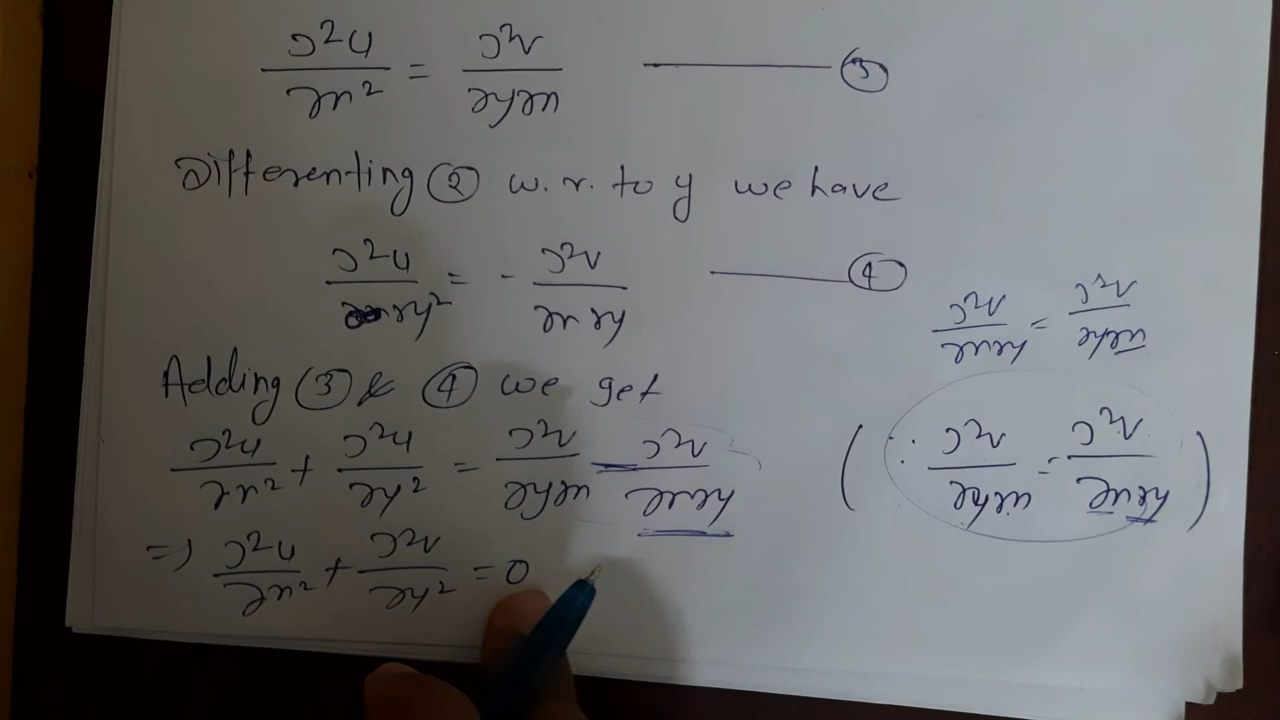 ∂²u/∂x² = ∂²v/∂y∂x ——— ③
Differenting ② w.r. to y we have
∂²u/∂y² = - ∂²v/∂x∂y ——— ④
∂²v/∂x∂y = ∂²v/∂y∂x
Adding ③ & ④ we get
∂²u/∂x² + ∂²u/∂y² = ∂²v/∂y∂x - ∂²v/∂x∂y (∵ ∂²v/∂y∂x = ∂²v/∂x∂y)
=) ∂²u/∂x² + ∂²v/∂y² = 0